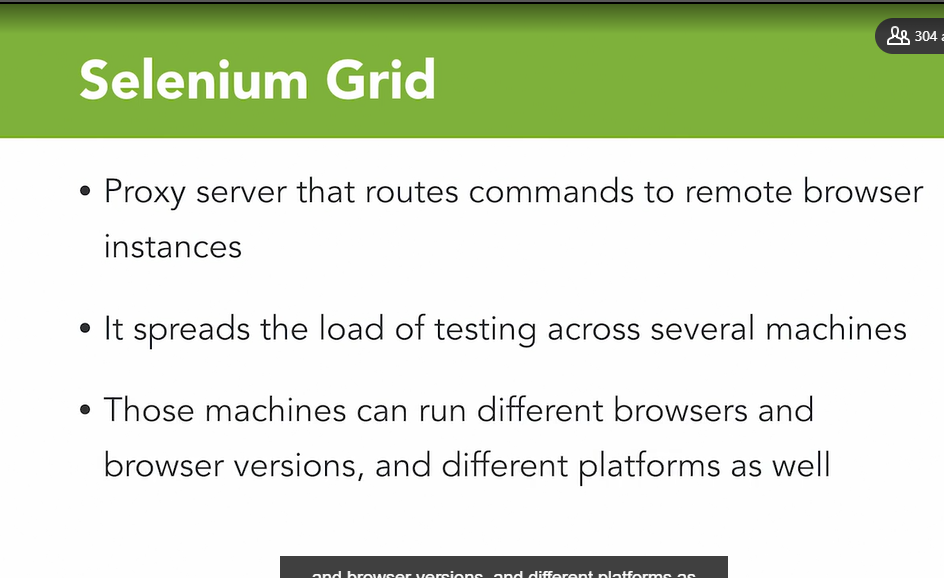 304
Selenium Grid
• Proxy server that routes commands to remote browser
instances
• It spreads the load of testing across several machines
• Those machines can run different browsers and
browser versions, and different platforms as well
and browser versions, and different platforms as